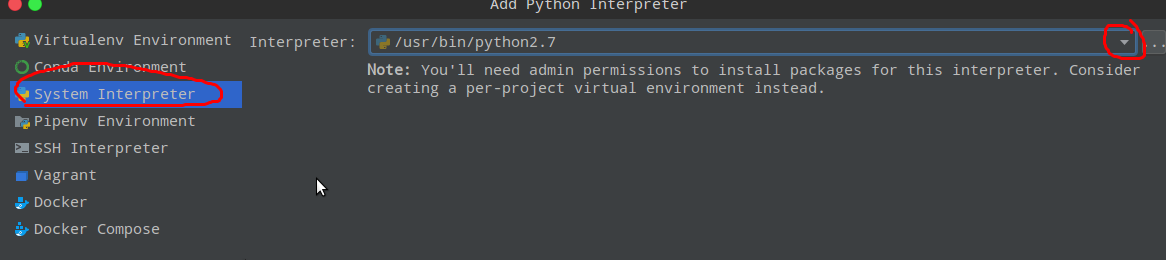 Add Python Interpreter
Virtualenv Environment
Conda Environment
System Interpreter
Pipenv Environment
SSH Interpreter
Vagrant
Docker
Docker Compose
Interpreter: /usr/bin/python2.7 ...
Note: You'll need admin permissions to install packages for this interpreter. Consider
creating a per-project virtual environment instead.